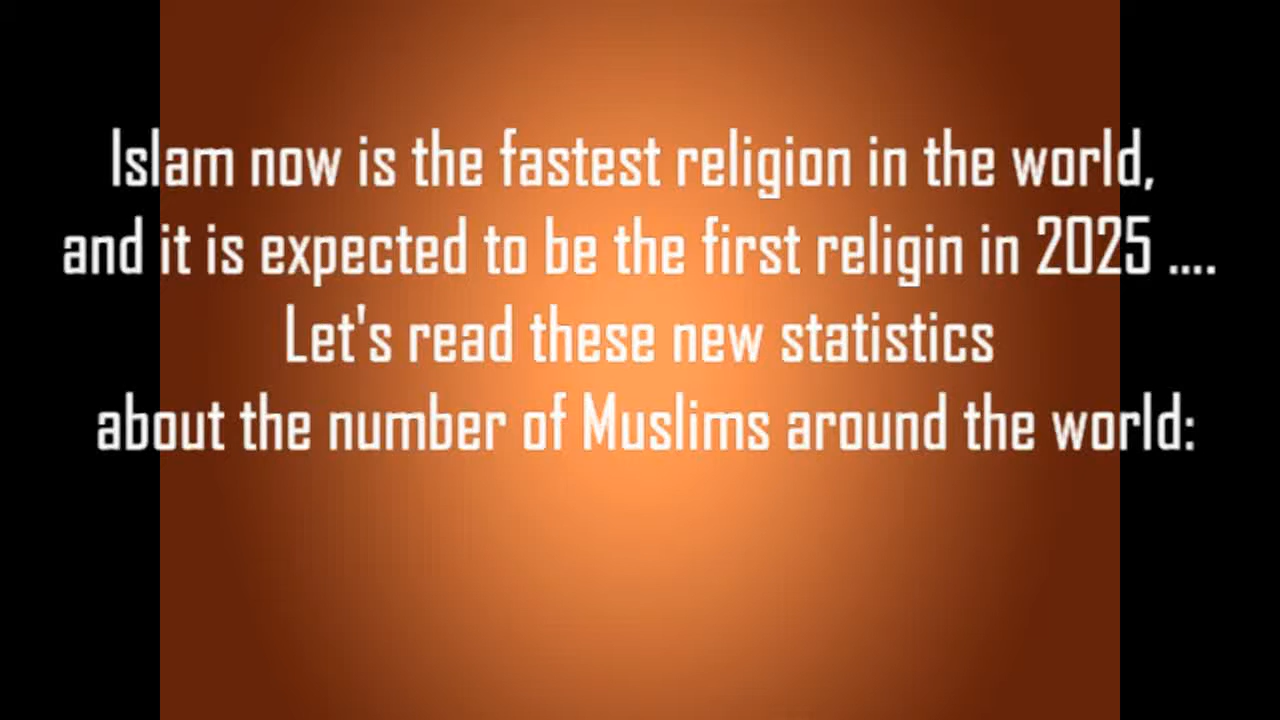 Islam now is the fastest religion in the world,
and it is expected to be the first religin in 2025 ....
Let's read these new statistics
about the number of Muslims around the world: